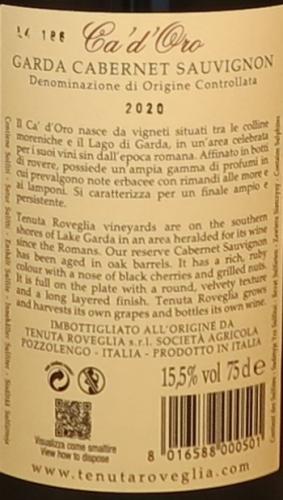 L4 186
Ca' d'Oro
GARDA CABERNET SAUVIGNON
Denominazione di Origine Controllata
2020
Il Ca' d'Oro nasce da vigneti situati tra le colline
moreniche e il Lago di Garda, in un'area celebrata
per i suoi vini sin dall'epoca romana. Affinato in botti
di rovere, possiede un ampia gamma di profumi in
cui prevalgono note erbacee con rimandi alle more e
ai lamponi. Si caratterizza per un finale ampio e
persistente.
Tenuta Roveglia vineyards are on the southern
shores of Lake Garda in an area heralded for its wine
since the Romans. Our reserve Cabernet Sauvignon
has been aged in oak barrels. It has a rich, ruby
colour with a nose of black cherries and grilled nuts.
It is full on the plate with a round, velvety texture
and a long layered finish. Tenuta Roveglia grows
and harvests its own grapes and bottles its own wine.
IMBOTTIGLIATO ALL'ORIGINE DA
TENUTA ROVEGLIA s.r.l. SOCIETÀ AGRICOLA
POZZOLENGO - ITALIA - PRODOTTO IN ITALIA
15,5% vol 75 cl e
Visualizza come smaltire
View how to dispose
8 016588 000501
www.tenutaroveglia.com
Contiene Solfiti